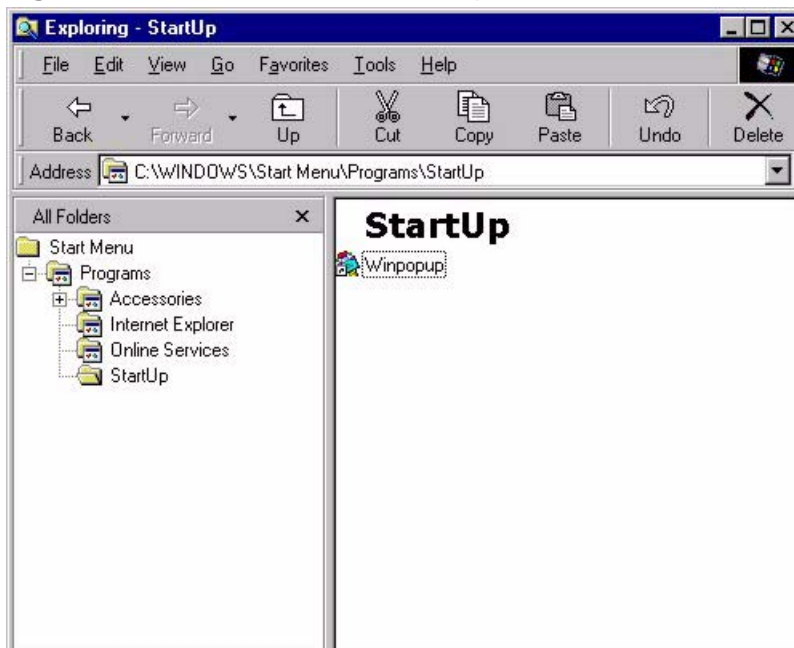 Exploring - StartUp
File Edit View Go Favorites Tools Help
Back Forward Up Cut Copy Paste Undo Delete
Address C:\WINDOWS\Start Menu\Programs\StartUp
All Folders
Start Menu
Programs
Accessories
Internet Explorer
Online Services
StartUp
StartUp
Winpopup